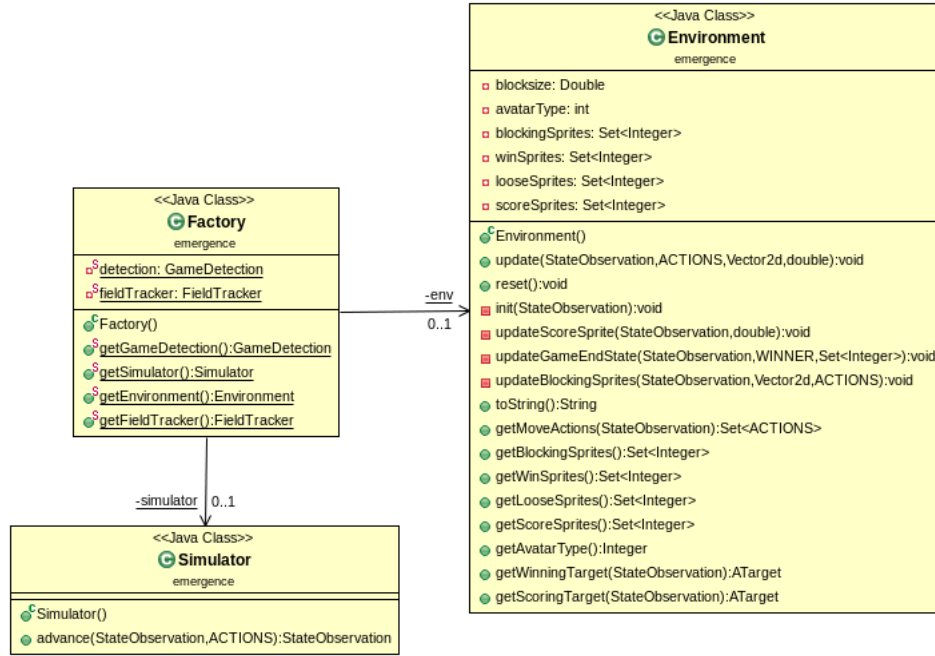 <<Java Class>>
Environment
emergence
blocksize: Double
avatarType: int
blockingSprites: Set<Integer>
winSprites: Set<Integer>
looseSprites: Set<Integer>
scoreSprites: Set<Integer>
Environment()
update(StateObservation,ACTIONS,Vector2d,double):void
reset():void
init(StateObservation):void
updateScoreSprite(StateObservation,double):void
updateGameEndState(StateObservation,WINNER,Set<Integer>):void
updateBlockingSprites(StateObservation,Vector2d,ACTIONS):void
toString():String
getMoveActions(StateObservation):Set<ACTIONS>
getBlockingSprites():Set<Integer>
getWinSprites():Set<Integer>
getLooseSprites():Set<Integer>
getScoreSprites():Set<Integer>
getAvatarType():Integer
getWinningTarget(StateObservation):ATarget
getScoringTarget(StateObservation):ATarget
<<Java Class>>
Factory
emergence
detection: GameDetection
fieldTracker: FieldTracker
Factory()
getGameDetection():GameDetection
getSimulator():Simulator
getEnvironment():Environment
getFieldTracker():FieldTracker
-env
0..1
-simulator 0..1
<<Java Class>>
Simulator
emergence
Simulator()
advance(StateObservation,ACTIONS):StateObservation